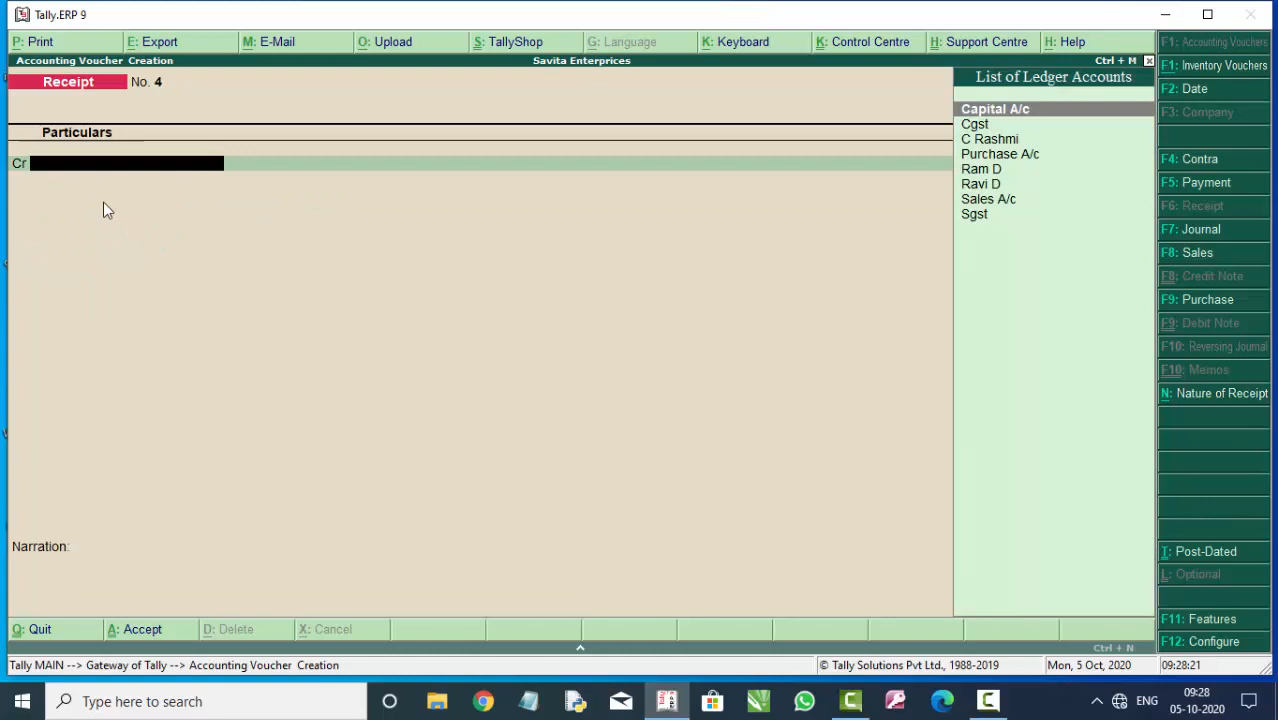 Tally.ERP 9
P: Print E: Export M: E-Mail O: Upload S: TallyShop G: Language K: Keyboard K: Control Centre H: Support Centre H: Help
Accounting Voucher Creation Savita Enterprises Ctrl + M
Receipt No. 4
Particulars
Cr
Narration:
List of Ledger Accounts
Capital A/c
Cgst
C Rashmi
Purchase A/c
Ram D
Ravi D
Sales A/c
Sgst
F1: Accounting Vouchers
F1: Inventory Vouchers
F2: Date
F3: Company
F4: Contra
F5: Payment
F6: Receipt
F7: Journal
F8: Sales
F8: Credit Note
F9: Purchase
F9: Debit Note
F10: Reversing Journal
F10: Memos
N: Nature of Receipt
T: Post-Dated
L: Optional
F11: Features
F12: Configure
Q: Quit A: Accept D: Delete X: Cancel
Ctrl + N
Tally MAIN --> Gateway of Tally --> Accounting Voucher Creation © Tally Solutions Pvt Ltd., 1988-2019 Mon, 5 Oct, 2020 09:28:21
Type here to search ENG 09:28
05-10-2020